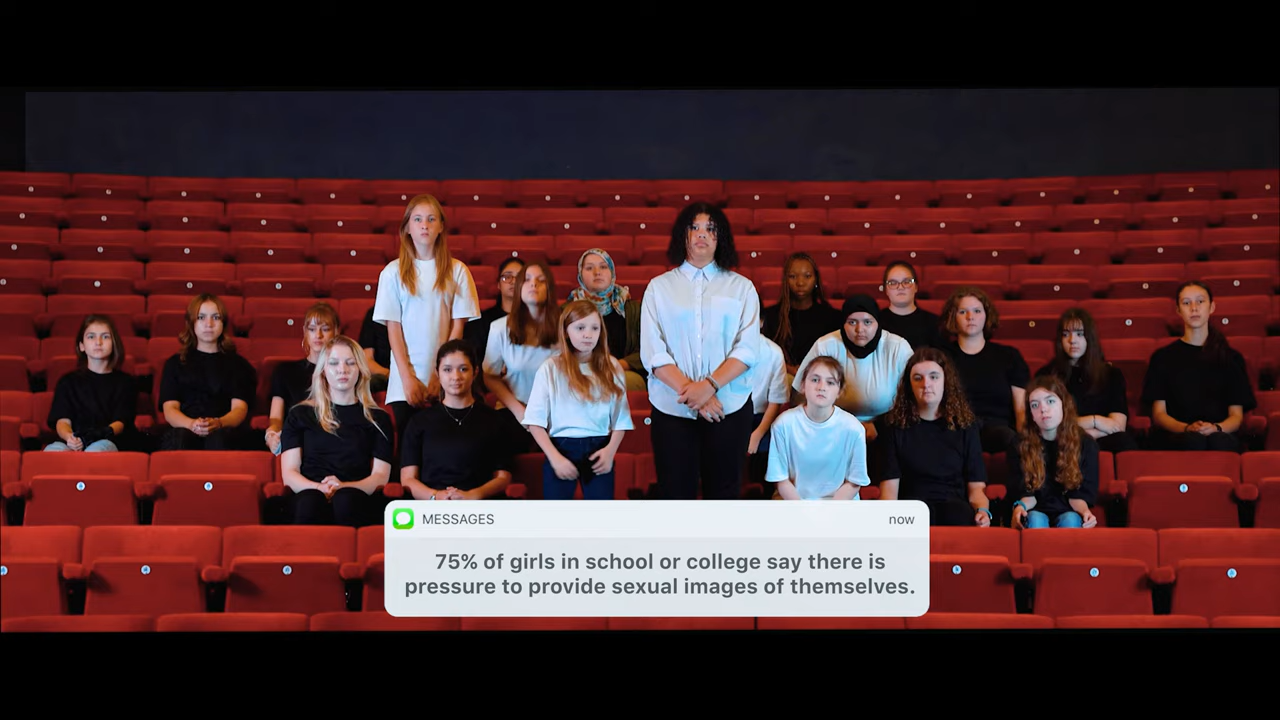 MESSAGES
now
75% of girls in school or college say there is
pressure to provide sexual images of themselves.